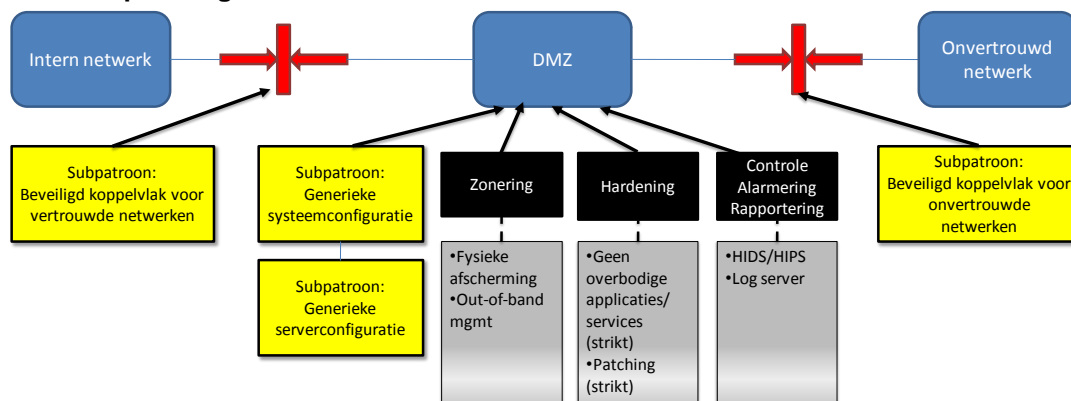 Intern netwerk
DMZ
Onvertrouwd
netwerk
Subpatroon:
Beveiligd koppelvlak voor
vertrouwde netwerken
Subpatroon:
Generieke
systeemconfiguratie
Zonering
Hardening
Controle
Alarmering
Rapportering
Subpatroon:
Beveiligd koppelvlak voor
onvertrouwde
netwerken
Subpatroon:
Generieke
serverconfiguratie
•Fysieke
afscherming
•Out-of-band
mgmt
•Geen
overbodige
applicaties/
services
(strikt)
•Patching
(strikt)
•HIDS/HIPS
•Log server